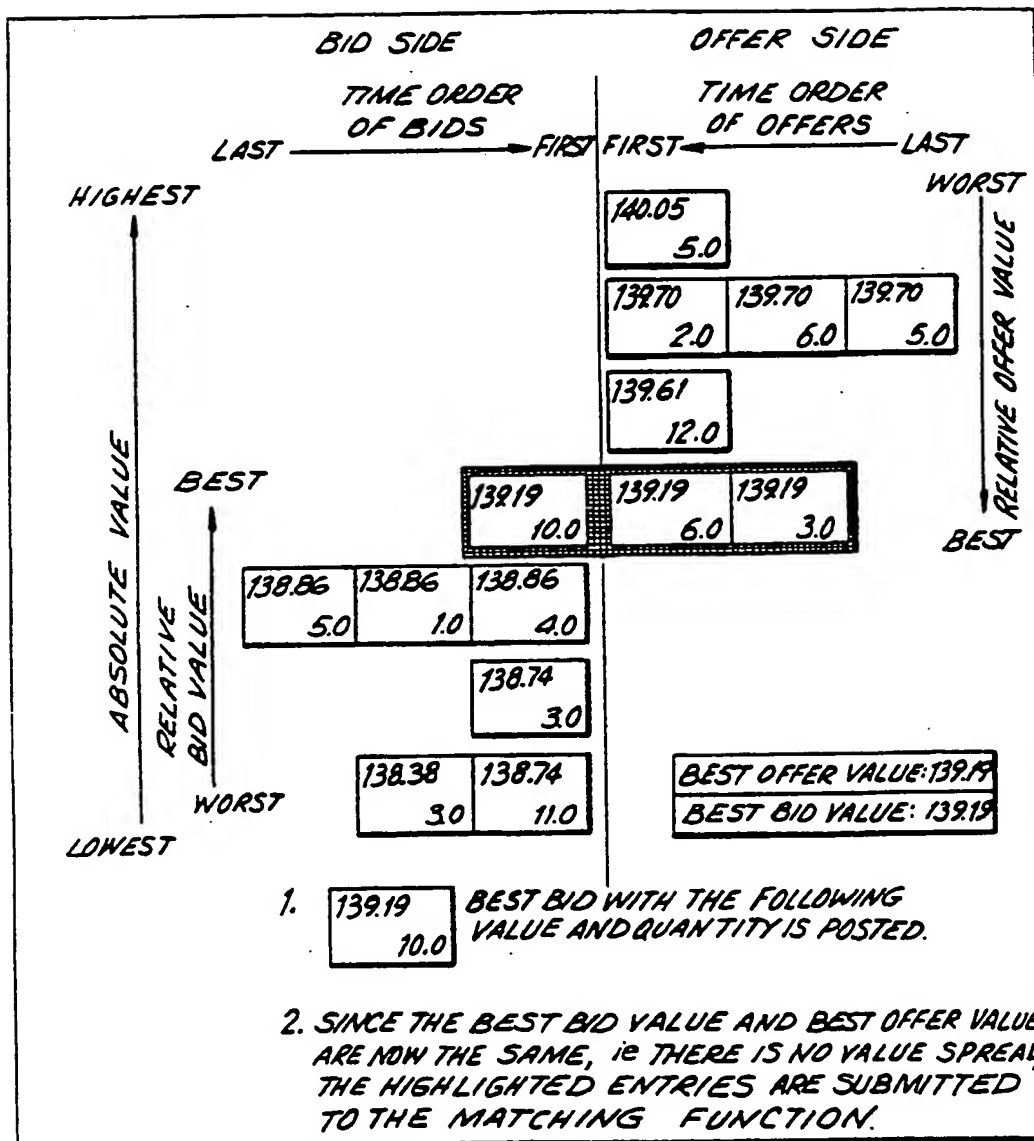 BID SIDE OFFER SIDE
TIME ORDER OF BIDS
TIME ORDER OF OFFERS
LAST FIRST FIRST LAST
HIGHEST
WORST
140.05
5.0
139.70 139.70 139.70
2.0 6.0 5.0
139.61
12.0
RELATIVE OFFER VALUE
BEST
139.19 139.19 139.19
10.0 6.0 3.0
BEST
ABSOLUTE VALUE
RELATIVE
BID VALUE
138.86 138.86 138.86
5.0 1.0 4.0
138.74
3.0
138.38 138.74
3.0 11.0
WORST
LOWEST
BEST OFFER VALUE: 139.19
BEST BID VALUE: 139.19
1. 139.19
10.0
BEST BID WITH THE FOLLOWING
VALUE AND QUANTITY IS POSTED.
2. SINCE THE BEST BID VALUE AND BEST OFFER VALUE
ARE NOW THE SAME, ie THERE IS NO VALUE SPREAD,
THE HIGHLIGHTED ENTRIES ARE SUBMITTED
TO THE MATCHING FUNCTION.